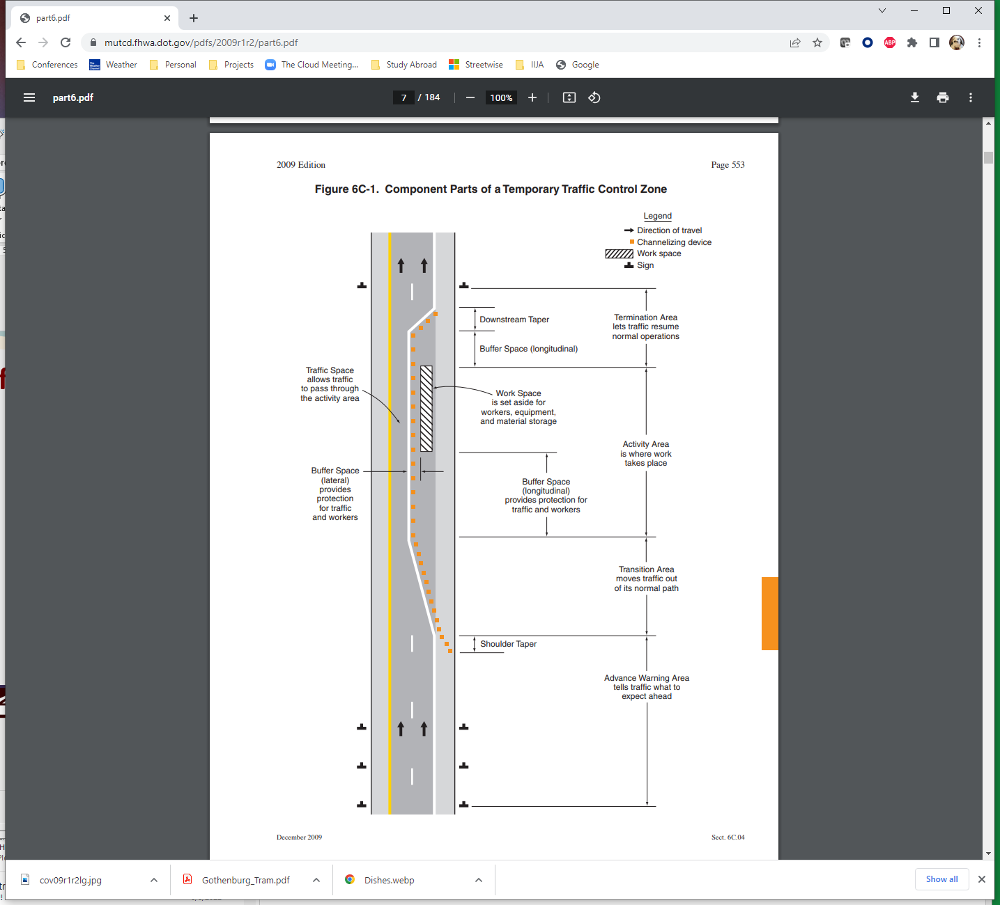 part6.pdf
mutcd.fhwa.dot.gov/pdfs/2009r1r2/part6.pdf
ABP
Conferences
Weather
Personal
Projects
The Cloud Meeting...
Study Abroad
Streetwise
IIJA
Google
part6.pdf
7 / 184
100%
2009 Edition
Page 553
Figure 6C-1. Component Parts of a Temporary Traffic Control Zone
Legend
Direction of travel
Channelizing device
Work space
Sign
Downstream Taper
Termination Area
lets traffic resume
normal operations
Buffer Space (longitudinal)
Traffic Space
allows traffic
to pass through
the activity area
Work Space
is set aside for
workers, equipment,
and material storage
Activity Area
is where work
takes place
Buffer Space
(lateral)
provides
protection
for traffic
and workers
Buffer Space
(longitudinal)
provides protection for
traffic and workers
Transition Area
moves traffic out
of its normal path
Shoulder Taper
Advance Warning Area
tells traffic what to
expect ahead
December 2009
Sect. 6C.04
cov09r1r2lg.jpg
Gothenburg_Tram.pdf
Dishes.webp
Show all